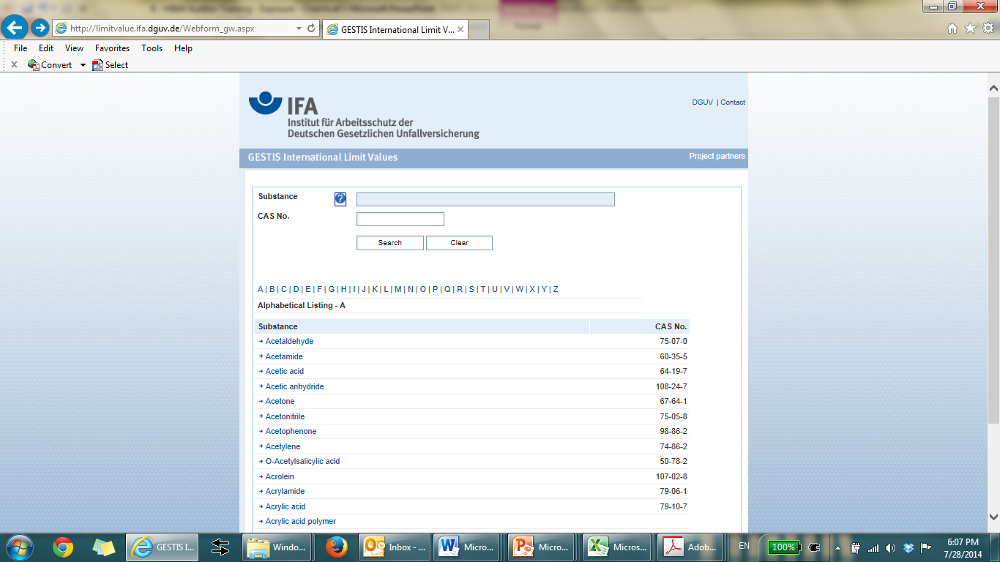 http://limitvalue.ifa.dguv.de/Webform_gw.aspx
GESTIS International Limit V...
File Edit View Favorites Tools Help
Convert Select
IFA
Institut für Arbeitsschutz der
Deutschen Gesetzlichen Unfallversicherung
DGUV | Contact
GESTIS International Limit Values
Project partners
Substance
CAS No.
Search Clear
A | B | C | D | E | F | G | H | I | J | K | L | M | N | O | P | Q | R | S | T | U | V | W | X | Y | Z
Alphabetical Listing - A
Substance CAS No.
Acetaldehyde 75-07-0
Acetamide 60-35-5
Acetic acid 64-19-7
Acetic anhydride 108-24-7
Acetone 67-64-1
Acetonitrile 75-05-8
Acetophenone 98-86-2
Acetylene 74-86-2
O-Acetylsalicylic acid 50-78-2
Acrolein 107-02-8
Acrylamide 79-06-1
Acrylic acid 79-10-7
Acrylic acid polymer
GESTIS I... Windo... Inbox - ... Micro... Micro... Micros... Adob... EN 100% 6:07 PM
7/28/2014